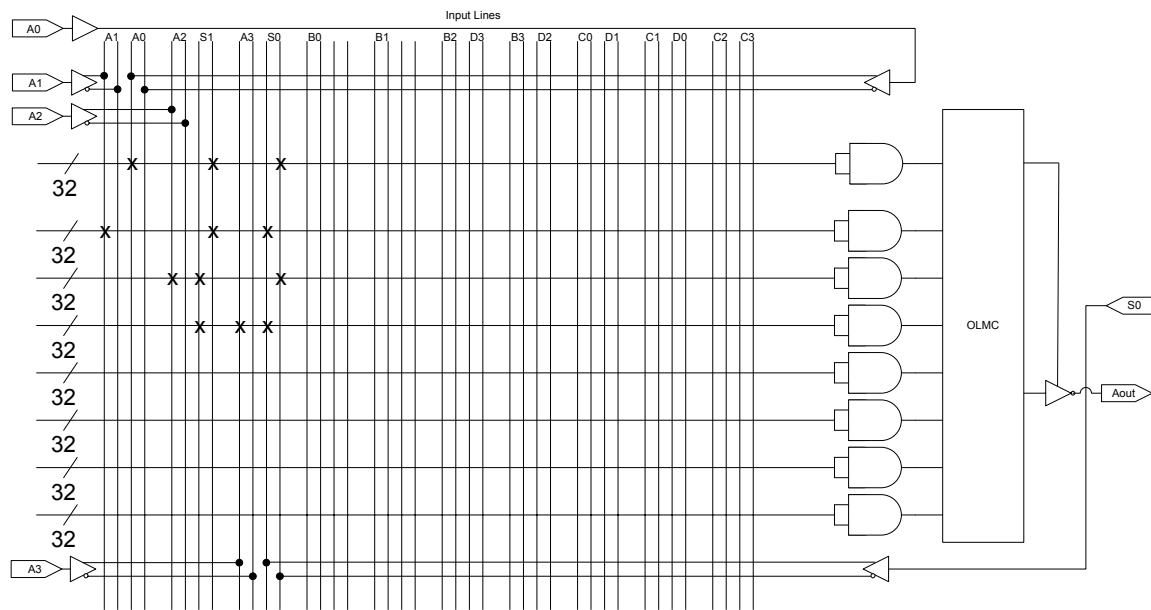 Input Lines
A0
A1 A0 A2 S1 A3 S0 B0 B1 B2 D3 B3 D2 C0 D1 C1 D0 C2 C3
A1
A2
X X X
32
X X X
32
X X X
32
S0
X X X
OLMC
32
32
Aout
32
32
32
A3